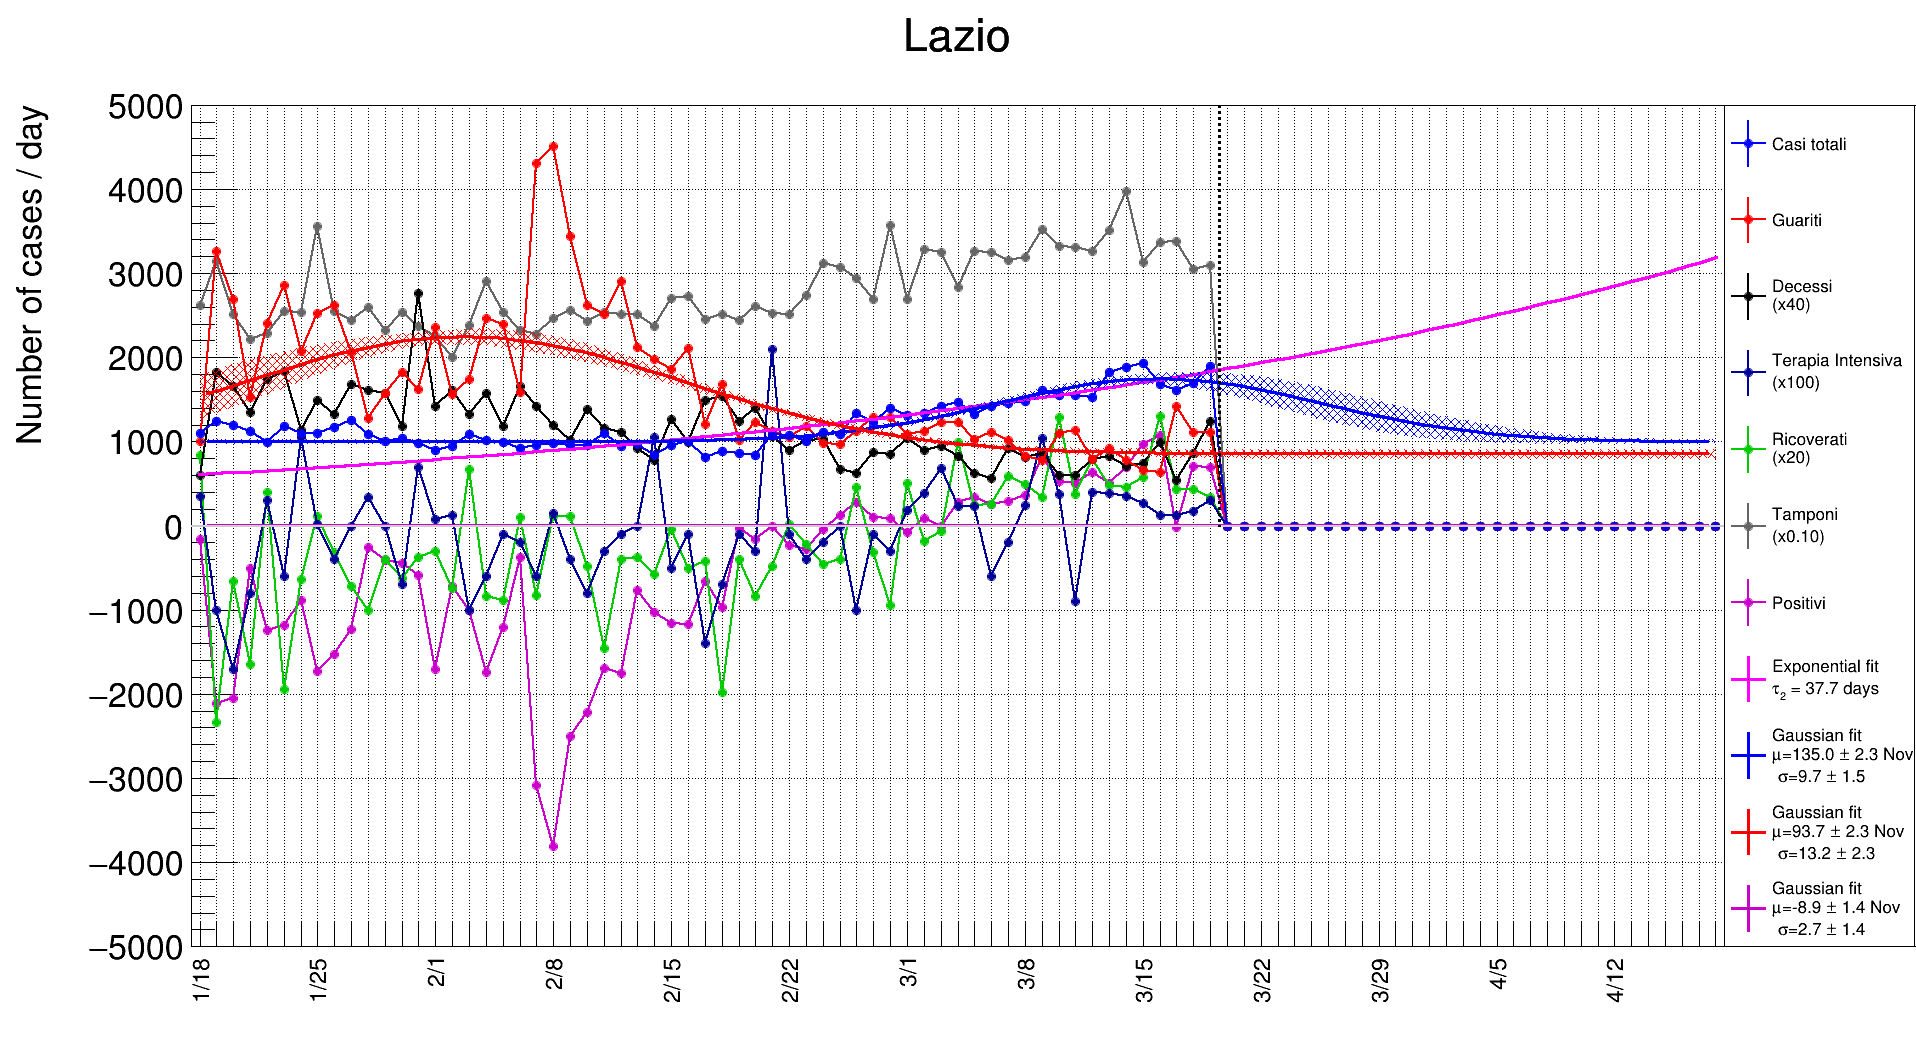 Lazio
Number of cases / day
5000
4000
3000
2000
1000
0
−1000
−2000
−3000
−4000
−5000
1/18
1/25
2/1
2/8
2/15
2/22
3/1
3/8
3/15
3/22
3/29
4/5
4/12
Casi totali
Guariti
Decessi
(x40)
Terapia Intensiva
(x100)
Ricoverati
(x20)
Tamponi
(x0.10)
Positivi
Exponential fit
τ2 = 37.7 days
Gaussian fit
μ=135.0 ± 2.3 Nov
σ=9.7 ± 1.5
Gaussian fit
μ=93.7 ± 2.3 Nov
σ=13.2 ± 2.3
Gaussian fit
μ=-8.9 ± 1.4 Nov
σ=2.7 ± 1.4